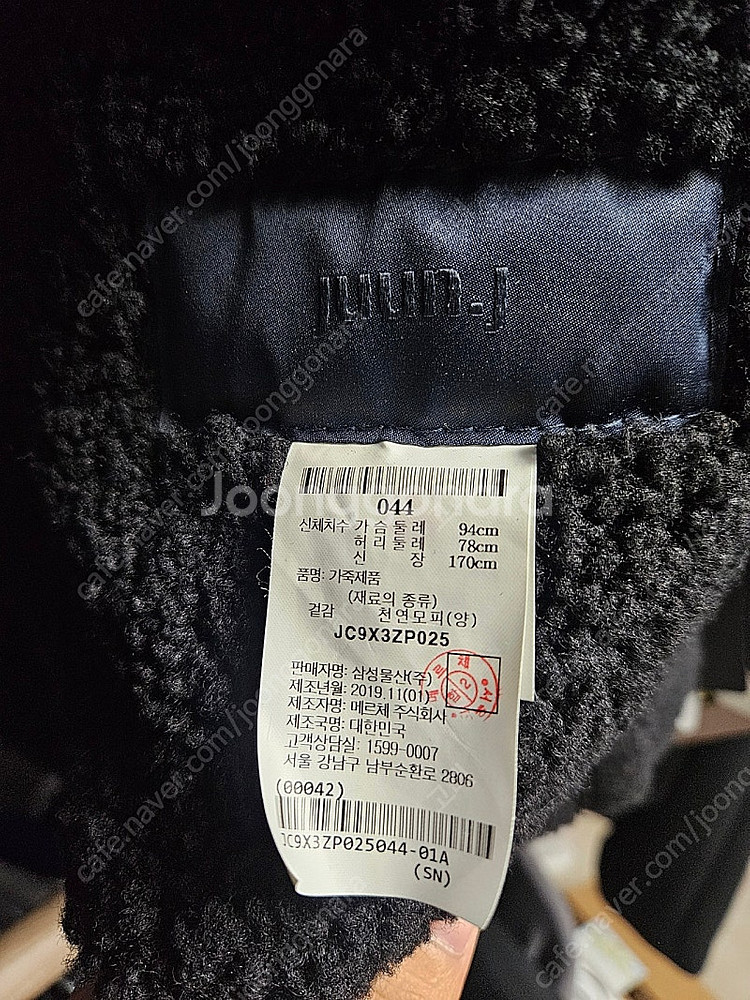 juun.J
044
신체치수 가슴둘레 94cm
허리둘레 78cm
신 장 170cm
품명: 가죽제품
(재료의 종류)
겉감 천연모피(양)
JC9X3ZP025
판매자명: 삼성물산(주)
제조년월: 2019.11(01)
제조자명: 메르체 주식회사
제조국명: 대한민국
고객상담실: 1599-0007
서울 강남구 남부순환로 2806
(00042)
JC9X3ZP025044-01A
(SN)
Joonggonara
cafe.naver.com/joonggonara